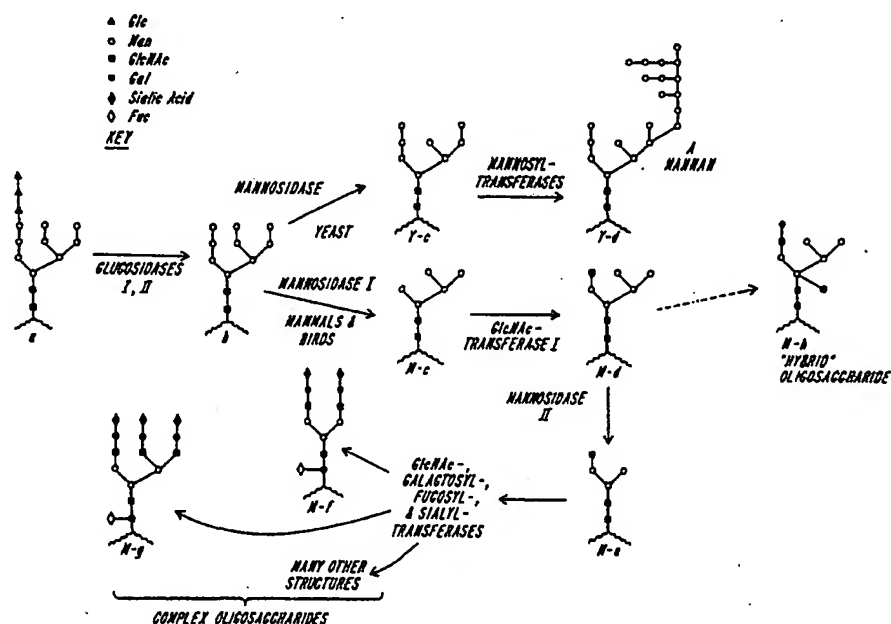 Glc
Man
GlcNAc
Gal
Sialic Acid
Fuc
KEY
MANNOSIDASE
YEAST
MANNOSYL-
TRANSFERASES
A
MANNAN
Y-c
Y-d
GLUCOSIDASES
I, II
a
b
MANNOSIDASE I
MAMMALS &
BIRDS
GlcNAc-
TRANSFERASE I
M-c
M-d
M-h
"HYBRID"
OLIGOSACCHARIDE
MANNOSIDASE
II
GlcNAc-,
GALACTOSYL-,
FUCOSYL-,
& SIALYL-
TRANSFERASES
M-f
M-g
M-e
MANY OTHER
STRUCTURES
COMPLEX OLIGOSACCHARIDES